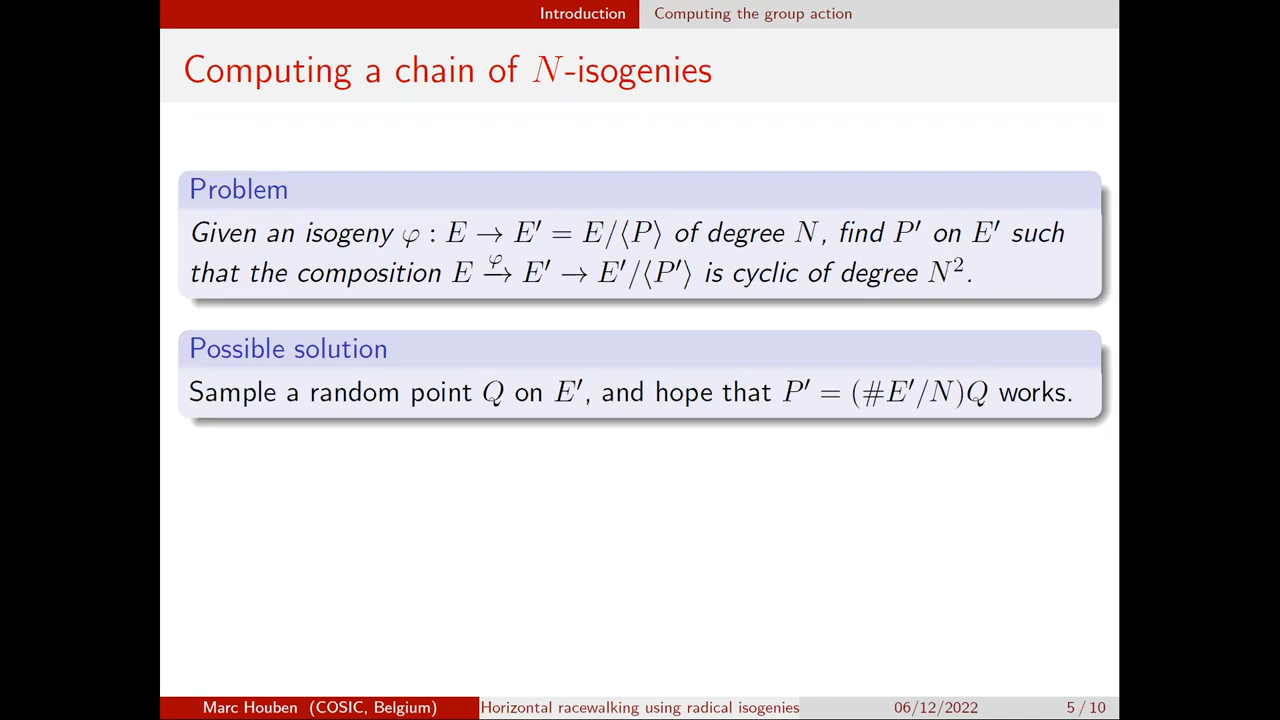 Introduction Computing the group action
Computing a chain of N-isogenies
Problem
Given an isogeny φ : E → E′ = E/⟨P⟩ of degree N, find P′ on E′ such
that the composition E →^φ E′ → E′/⟨P′⟩ is cyclic of degree N².
Possible solution
Sample a random point Q on E′, and hope that P′ = (#E′/N)Q works.
Marc Houben (COSIC, Belgium) Horizontal racewalking using radical isogenies 06/12/2022 5 / 10